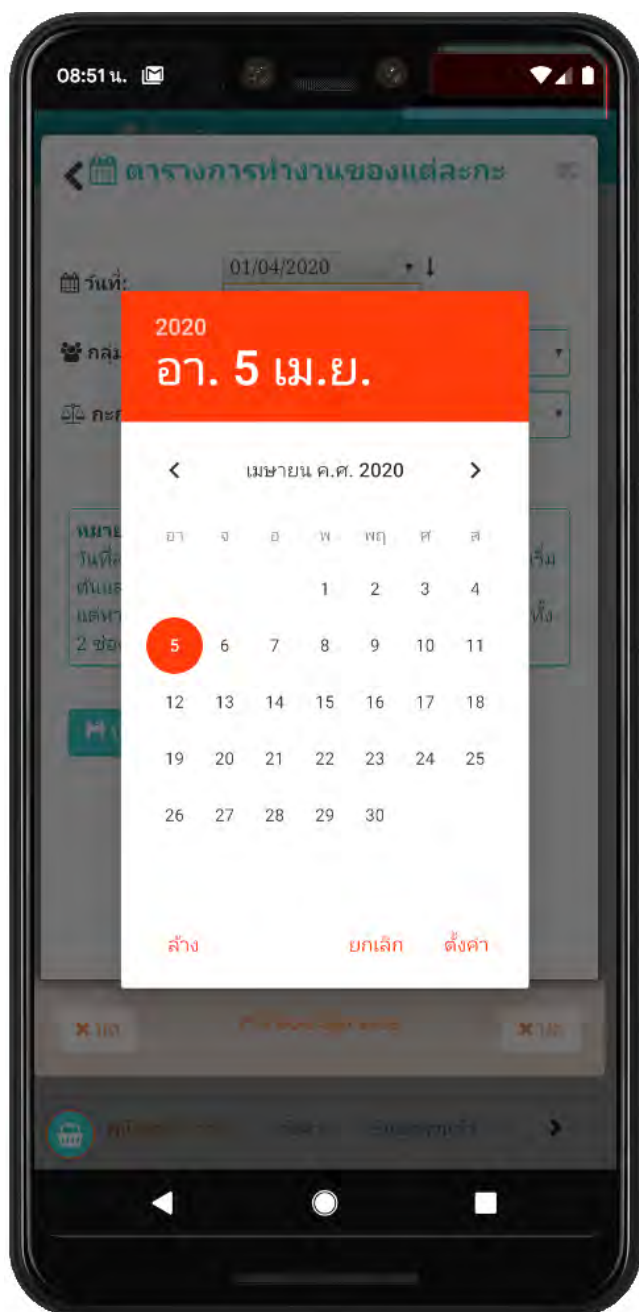 08:51 น.
ตารางการทำงานของแต่ละกะ
วันที่:
01/04/2020
กลุ่ม
2020
อา. 5 เม.ย.
เมษายน ค.ศ. 2020
อา จ อ พ พฤ ศ ส
1 2 3 4
5 6 7 8 9 10 11
12 13 14 15 16 17 18
19 20 21 22 23 24 25
26 27 28 29 30
ล้าง ยกเลิก ตั้งค่า
2 ช่อง